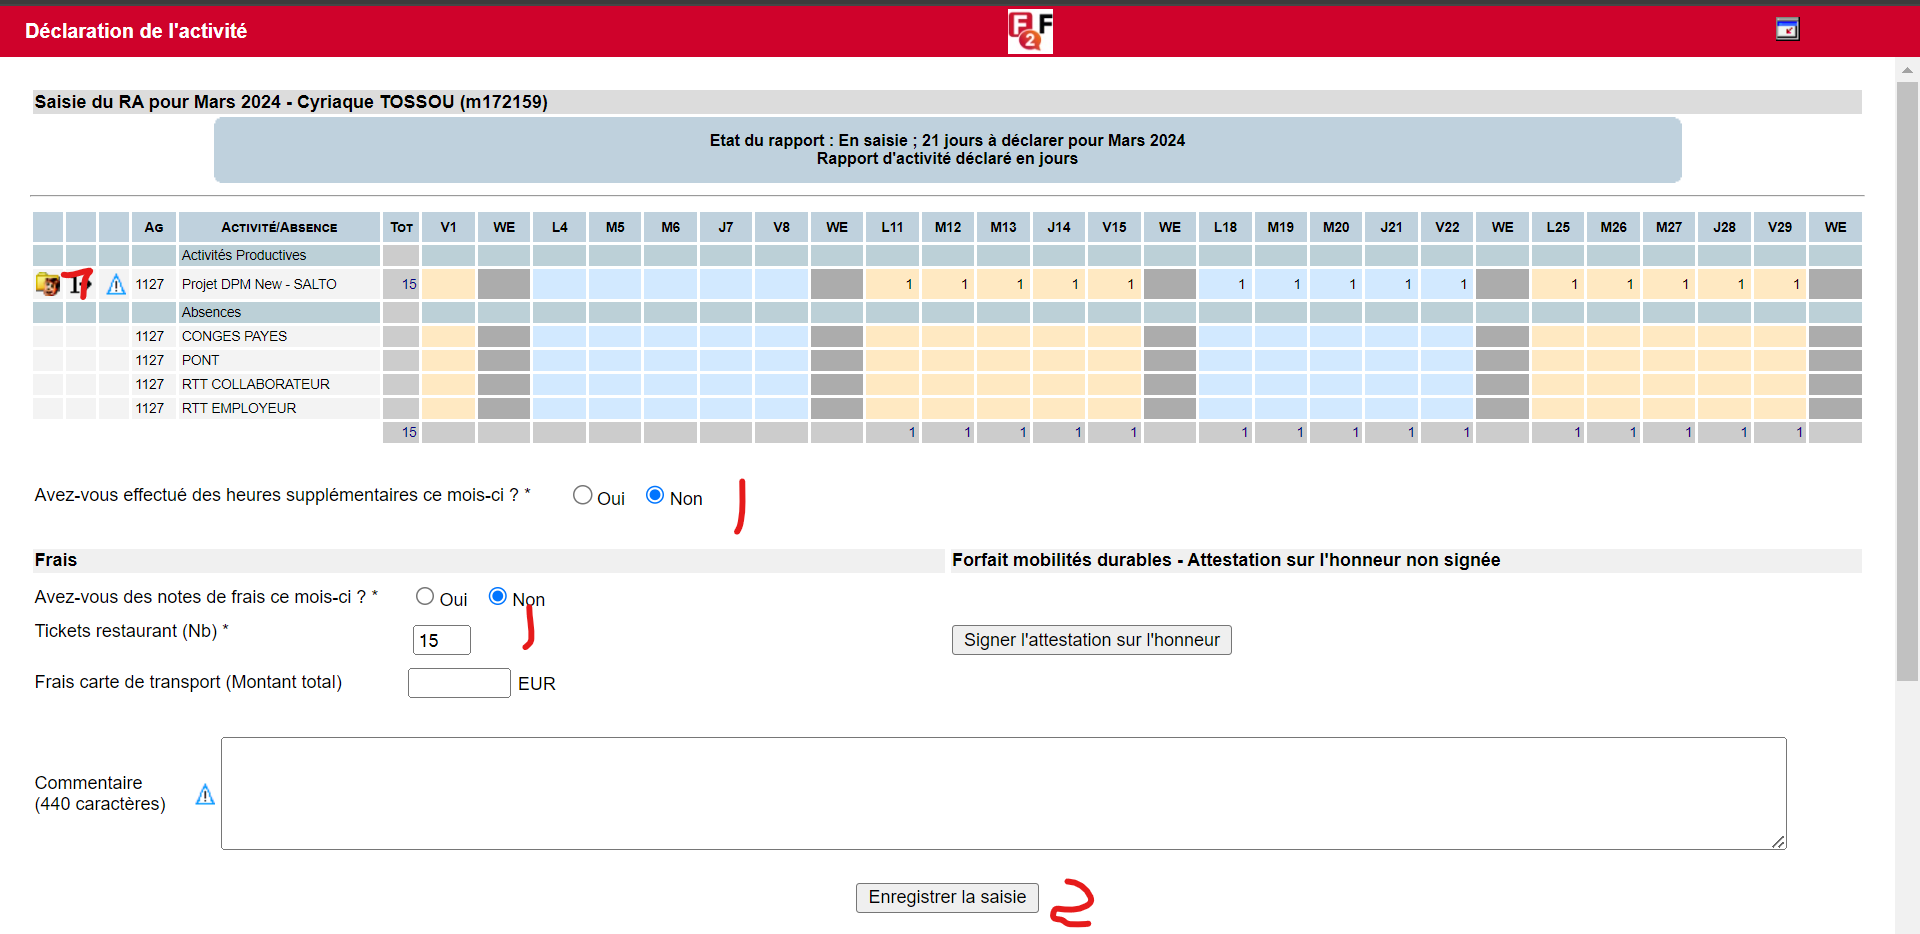 Déclaration de l'activité
F F
2
Saisie du RA pour Mars 2024 - Cyriaque TOSSOU (m172159)
Etat du rapport : En saisie ; 21 jours à déclarer pour Mars 2024
Rapport d'activité déclaré en jours
AG ACTIVITÉ/ABSENCE TOT V1 WE L4 M5 M6 J7 V8 WE L11 M12 M13 J14 V15 WE L18 M19 M20 J21 V22 WE L25 M26 M27 J28 V29 WE
Activités Productives
1127 Projet DPM New - SALTO 15 1 1 1 1 1 1 1 1 1 1 1 1 1 1 1
Absences
1127 CONGES PAYES
1127 PONT
1127 RTT COLLABORATEUR
1127 RTT EMPLOYEUR
15 1 1 1 1 1 1 1 1 1 1 1 1 1 1 1
Avez-vous effectué des heures supplémentaires ce mois-ci ? * Oui Non 1
Frais
Forfait mobilités durables - Attestation sur l'honneur non signée
Avez-vous des notes de frais ce mois-ci ? * Oui Non
Tickets restaurant (Nb) * 15 1
Signer l'attestation sur l'honneur
Frais carte de transport (Montant total) EUR
Commentaire
(440 caractères)
Enregistrer la saisie 2